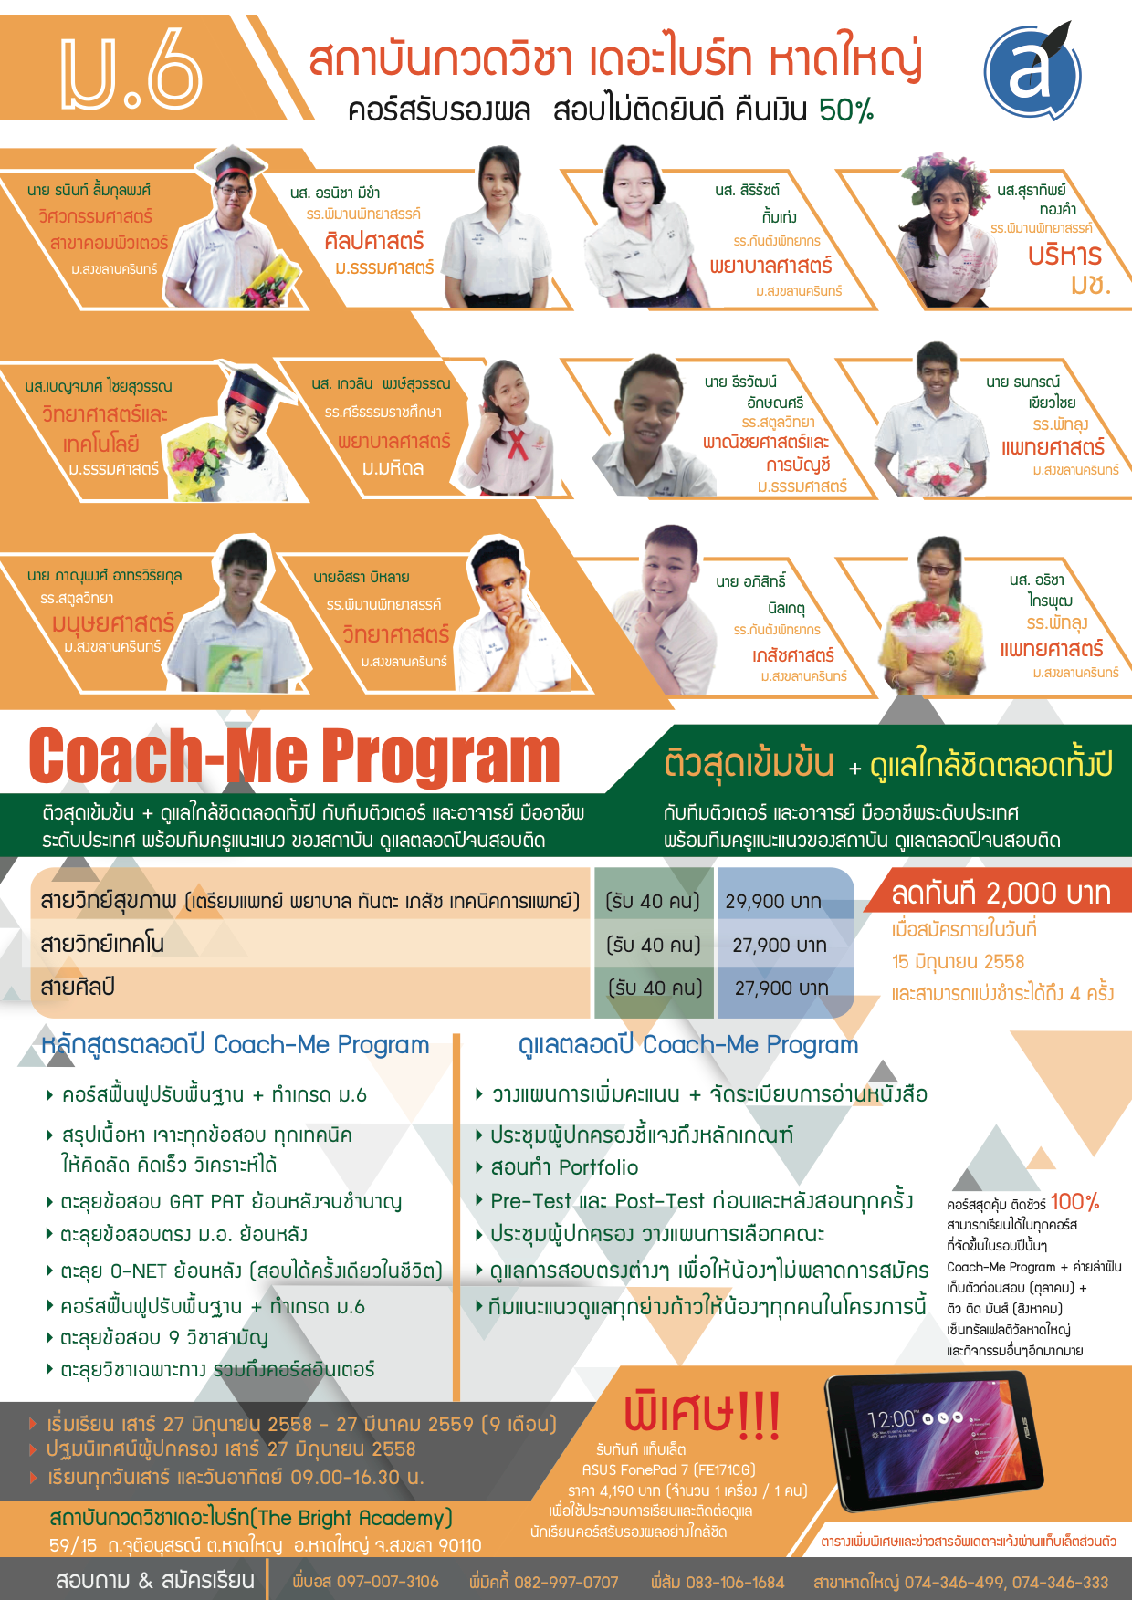 ม.6
สถาบันกวดวิชา เดอะไบร์ท หาดใหญ่
คอร์สรับรองผล สอบไม่ติดยินดี คืนเงิน 50%
a
นาย ธนินท์ ลิ้มกุลพงศ์
วิศวกรรมศาสตร์
สาขาคอมพิวเตอร์
ม.สงขลานครินทร์
นส. อรนิชา มีชำ
รร.พิมานพิทยาสรรค์
ศิลปศาสตร์
ม.ธรรมศาสตร์
นส. สิริรัชต์
ทิ้มเท่ง
รร.กันตังพิทยากร
พยาบาลศาสตร์
ม.สงขลานครินทร์
นส.สุราทิพย์
ทองคำ
รร.พิมานพิทยาสรรค์
บริหาร
มช.
นส.เบญจมาศ ไชยสุวรรณ
วิทยาศาสตร์และ
เทคโนโลยี
ม.ธรรมศาสตร์
นส. เกวลิน พงษ์สุวรรณ
รร.ศรีธรรมราชศึกษา
พยาบาลศาสตร์
ม.มหิดล
นาย ธีรวัฒน์
อักษณศรี
รร.สตูลวิทยา
พาณิชยศาสตร์และ
การบัญชี
ม.ธรรมศาสตร์
นาย ธนกรณ์
เขียวไชย
รร.พัทลุง
แพทยศาสตร์
ม.สงขลานครินทร์
นาย ภาณุพงศ์ อาทรวิริยกุล
รร.สตูลวิทยา
มนุษยศาสตร์
ม.สงขลานครินทร์
นายอิสรา บิหลาย
รร.พิมานพิทยาสรรค์
วิทยาศาสตร์
ม.สงขลานครินทร์
นาย อภิสิทธิ์
นิลเกตุ
รร.กันตังพิทยากร
เภสัชศาสตร์
ม.สงขลานครินทร์
นส. อริชา
ไกรพุฒ
รร.พัทลุง
แพทยศาสตร์
ม.สงขลานครินทร์
Coach-Me Program
ติวสุดเข้มข้น + ดูแลใกล้ชิดตลอดทั้งปี
ติวสุดเข้มข้น + ดูแลใกล้ชิดตลอดทั้งปี กับทีมติวเตอร์ และอาจารย์ มืออาชีพ
ระดับประเทศ พร้อมทีมครูแนะแนว ของสถาบัน ดูแลตลอดปีจนสอบติด
กับทีมติวเตอร์ และอาจารย์ มืออาชีพระดับประเทศ
พร้อมทีมครูแนะแนวของสถาบัน ดูแลตลอดปีจนสอบติด
สายวิทย์สุขภาพ (เตรียมแพทย์ พยาบาล ทันตะ เภสัช เทคนิคการแพทย์) (รับ 40 คน) 29,900 บาท
สายวิทย์เทคโน (รับ 40 คน) 27,900 บาท
สายศิลป์ (รับ 40 คน) 27,900 บาท
ลดทันที 2,000 บาท
เมื่อสมัครภายในวันที่
15 มิถุนายน 2558
และสามารถแบ่งชำระได้ถึง 4 ครั้ง
หลักสูตรตลอดปี Coach-Me Program
คอร์สฟื้นฟูปรับพื้นฐาน + ทำเกรด ม.6
สรุปเนื้อหา เจาะทุกข้อสอบ ทุกเทคนิค
ให้คิดลัด คิดเร็ว วิเคราะห์ได้
ตะลุยข้อสอบ GAT PAT ย้อนหลังจนชำนาญ
ตะลุยข้อสอบตรง ม.อ. ย้อนหลัง
ตะลุย O-NET ย้อนหลัง (สอบได้ครั้งเดียวในชีวิต)
คอร์สฟื้นฟูปรับพื้นฐาน + ทำเกรด ม.6
ตะลุยข้อสอบ 9 วิชาสามัญ
ตะลุยวิชาเฉพาะทาง รวมถึงคอร์สอินเตอร์
ดูแลตลอดปี Coach-Me Program
วางแผนการเพิ่มคะแนน + จัดระเบียบการอ่านหนังสือ
ประชุมผู้ปกครองชี้แจงถึงหลักเกณฑ์
สอนทำ Portfolio
Pre-Test และ Post-Test ก่อนและหลังสอนทุกครั้ง
ประชุมผู้ปกครอง วางแผนการเลือกคณะ
ดูแลการสอบตรงต่างๆ เพื่อให้น้องๆไม่พลาดการสมัคร
ทีมแนะแนวดูแลทุกย่างก้าวให้น้องๆทุกคนในโครงการนี้
คอร์สสุดคุ้ม ติดชัวร์ 100%
สามารถเรียนได้ในทุกคอร์ส
ที่จัดขึ้นในรอบปีนั้นๆ
Coach-Me Program + ค่ายล่าฝัน
เก็บตัวก่อนสอบ (ตุลาคม) +
ติว ติด มันส์ (สิงหาคม)
เซ็นทรัลเฟสติวัลหาดใหญ่
และกิจกรรมอื่นๆอีกมากมาย
เริ่มเรียน เสาร์ 27 มิถุนายน 2558 - 27 มีนาคม 2559 (9 เดือน)
ปฐมนิเทศน์ผู้ปกครอง เสาร์ 27 มิถุนายน 2558
เรียนทุกวันเสาร์ และวันอาทิตย์ 09.00-16.30 น.
พิเศษ!!!
รับทันที แท็บเล็ต
ASUS FonePad 7 (FE171CG)
ราคา 4,190 บาท (จำนวน 1 เครื่อง / 1 คน)
เพื่อใช้ประกอบการเรียนและติดต่อดูแล
นักเรียนคอร์สรับรองผลอย่างใกล้ชิด
12:00
ASUS
ตารางเพิ่มพิเศษและข่าวสารอัพเดตจะแจ้งผ่านแท็บเล็ตส่วนตัว
สถาบันกวดวิชาเดอะไบร์ท(The Bright Academy)
59/15 ถ.จุติอนุสรณ์ ต.หาดใหญ่ อ.หาดใหญ่ จ.สงขลา 90110
สอบถาม & สมัครเรียน พี่บอส 097-007-3106 พี่มิคกี้ 082-997-0707 พี่ส้ม 083-106-1684 สาขาหาดใหญ่ 074-346-499, 074-346-333